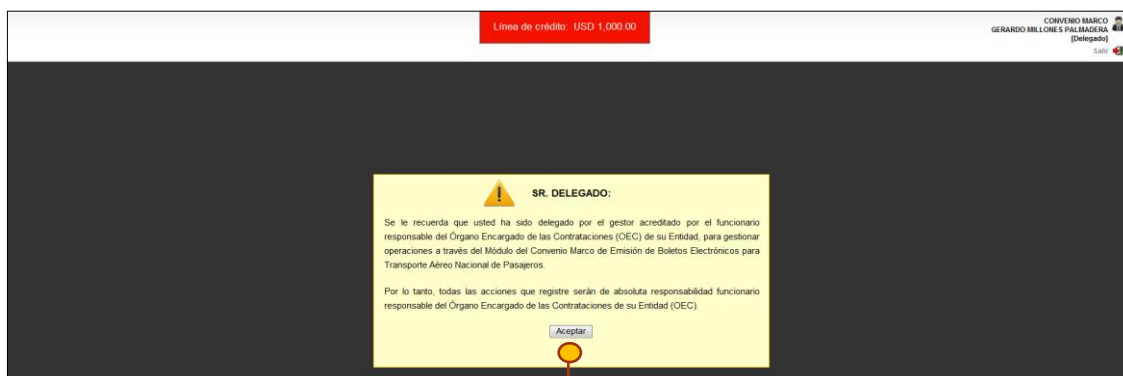 Línea de crédito: USD 1,000.00
CONVENIO MARCO
GERARDO MILLONES PALMADERA
[Delegado]
Salir
SR. DELEGADO:
Se le recuerda que usted ha sido delegado por el gestor acreditado por el funcionario
responsable del Órgano Encargado de las Contrataciones (OEC) de su Entidad, para gestionar
operaciones a través del Módulo del Convenio Marco de Emisión de Boletos Electrónicos para
Transporte Aéreo Nacional de Pasajeros.
Por lo tanto, todas las acciones que registre serán de absoluta responsabilidad funcionario
responsable del Órgano Encargado de las Contrataciones de su Entidad (OEC).
Aceptar